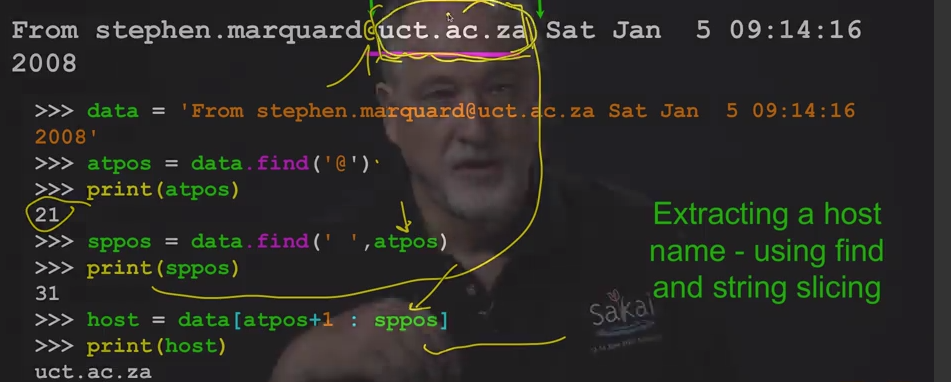 From stephen.marquard@uct.ac.za Sat Jan  5 09:14:16
2008
>>> data = 'From stephen.marquard@uct.ac.za Sat Jan  5 09:14:16
2008'
>>> atpos = data.find('@')
>>> print(atpos)
21
>>> sppos = data.find(' ',atpos)
>>> print(sppos)
31
>>> host = data[atpos+1 : sppos]
>>> print(host)
uct.ac.za
Extracting a host
name - using find
and string slicing
Sakai